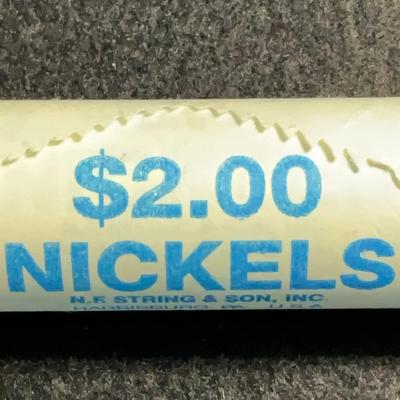 $2.00
NICKELS
N.F. STRING & SON, INC.
HARRISBURG, PA. U.S.A.